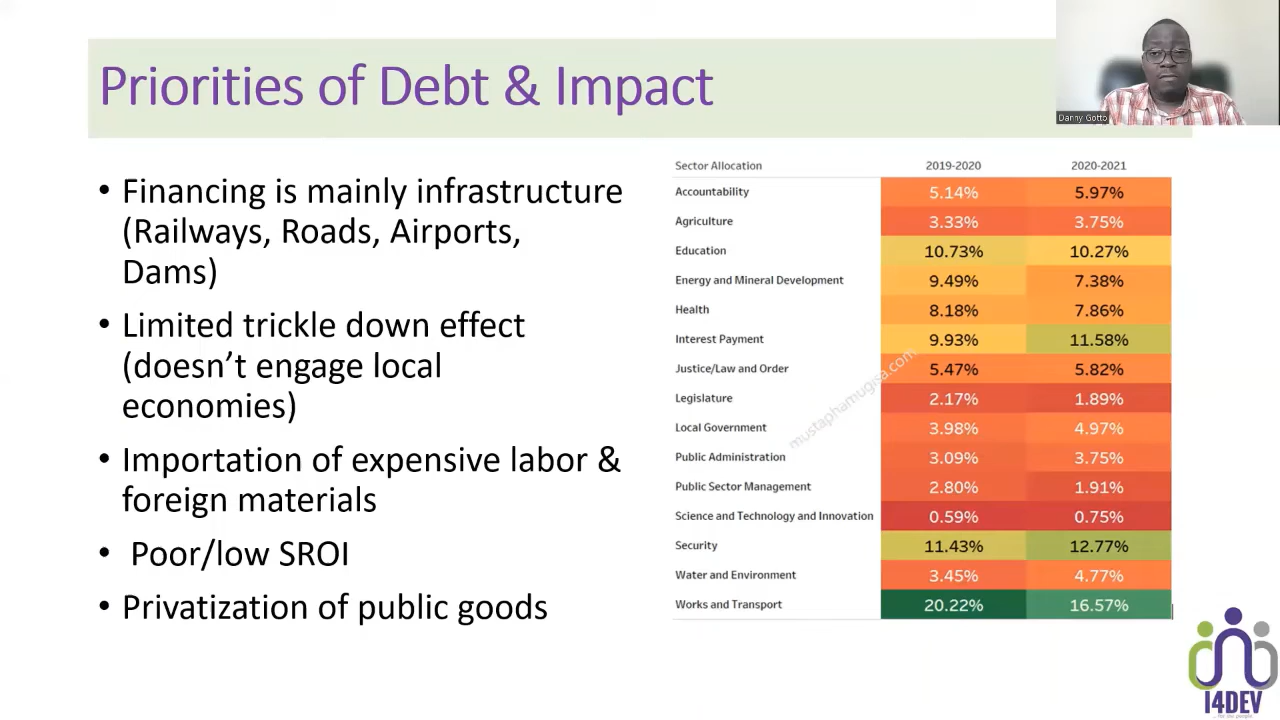 Priorities of Debt & Impact
Danny Gotto
• Financing is mainly infrastructure
(Railways, Roads, Airports,
Dams)
• Limited trickle down effect
(doesn't engage local
economies)
• Importation of expensive labor &
foreign materials
• Poor/low SROI
• Privatization of public goods
Sector Allocation 2019-2020 2020-2021
Accountability 5.14% 5.97%
Agriculture 3.33% 3.75%
Education 10.73% 10.27%
Energy and Mineral Development 9.49% 7.38%
Health 8.18% 7.86%
Interest Payment 9.93% 11.58%
Justice/Law and Order 5.47% 5.82%
Legislature 2.17% 1.89%
Local Government 3.98% 4.97%
Public Administration 3.09% 3.75%
Public Sector Management 2.80% 1.91%
Science and Technology and Innovation 0.59% 0.75%
Security 11.43% 12.77%
Water and Environment 3.45% 4.77%
Works and Transport 20.22% 16.57%
mustaphamugisa.com
I4DEV
... for the people